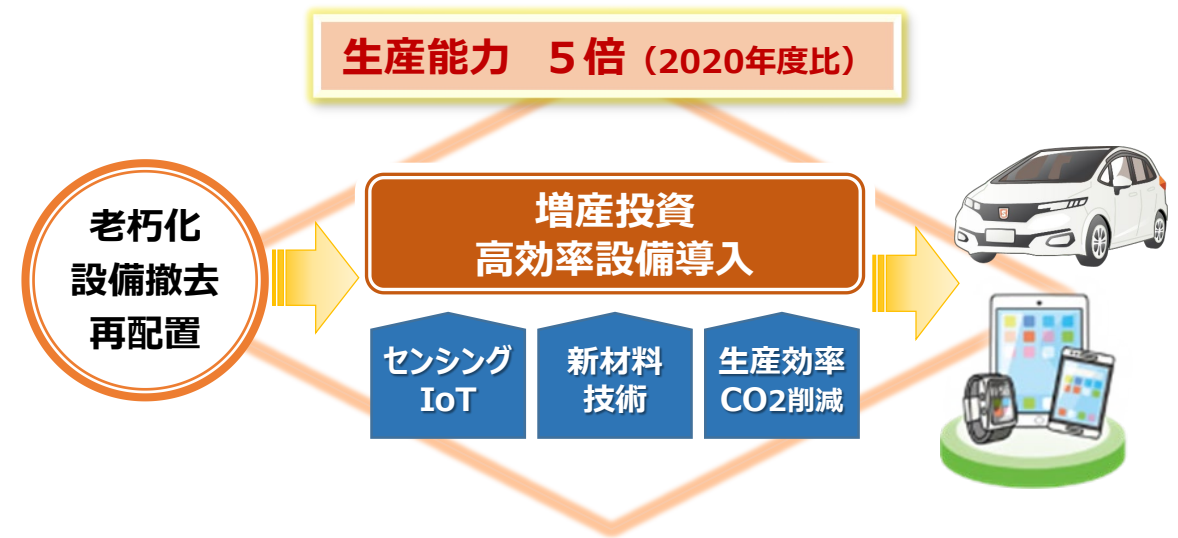 生産能力　５倍（2020年度比）
老朽化
設備撤去
再配置
増産投資
高効率設備導入
センシング
IoT
新材料
技術
生産効率
CO2削減